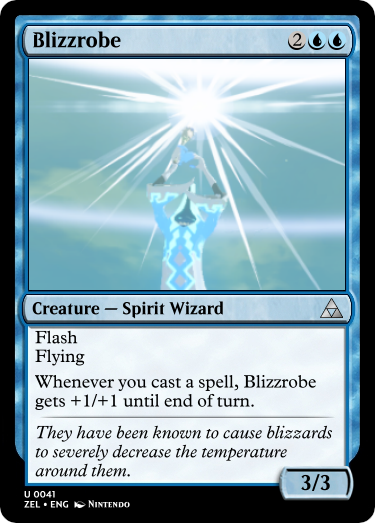 Blizzrobe 2
Creature — Spirit Wizard
Flash
Flying
Whenever you cast a spell, Blizzrobe
gets +1/+1 until end of turn.
They have been known to cause blizzards
to severely decrease the temperature
around them.
3/3
U 0041
ZEL • ENG Nintendo